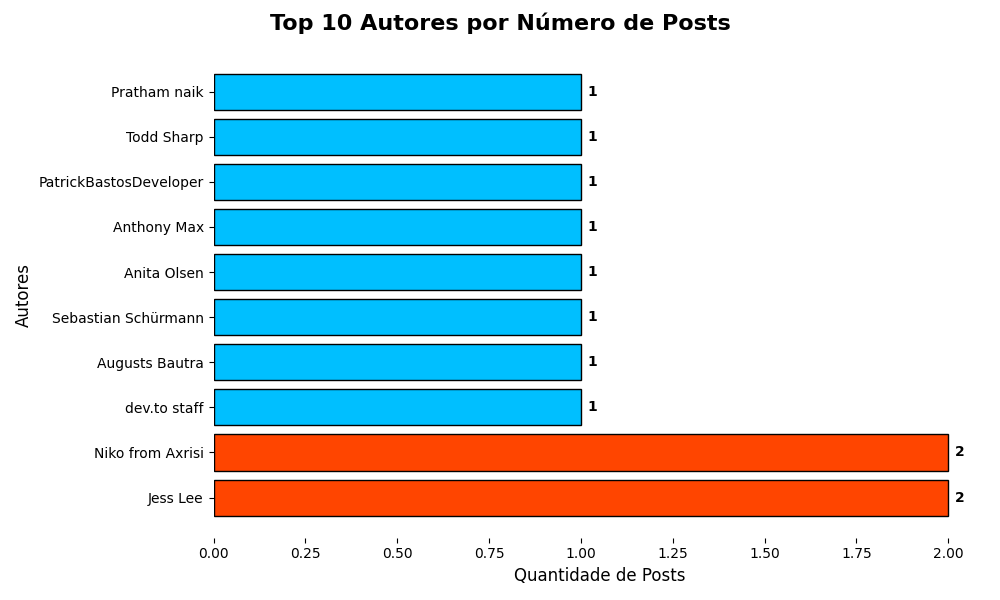 Top 10 Autores por Número de Posts
Autores
Pratham naik 1
Todd Sharp 1
PatrickBastosDeveloper 1
Anthony Max 1
Anita Olsen 1
Sebastian Schürmann 1
Augusts Bautra 1
dev.to staff 1
Niko from Axrisi 2
Jess Lee 2
0.00 0.25 0.50 0.75 1.00 1.25 1.50 1.75 2.00
Quantidade de Posts